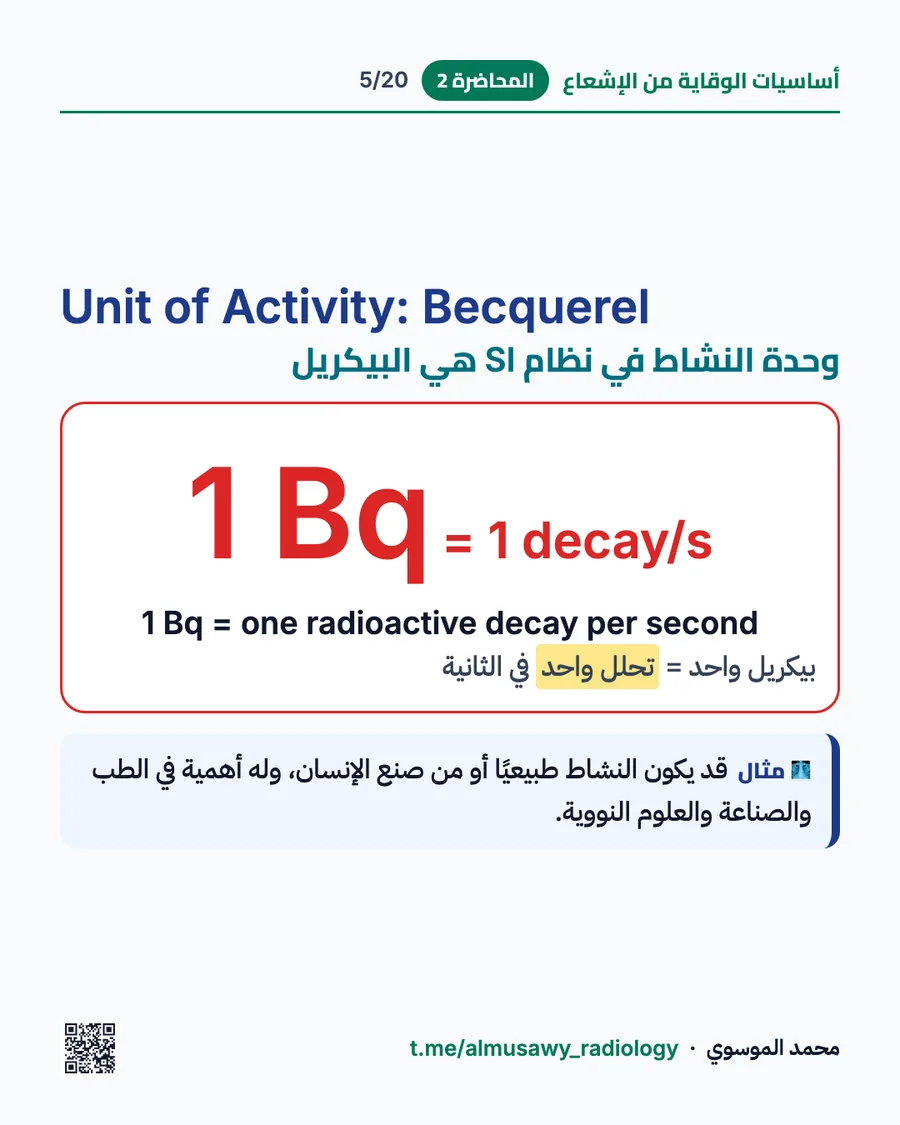 أساسيات الوقاية من الإشعاع المحاضرة 2 5/20
Unit of Activity: Becquerel
وحدة النشاط في نظام SI هي البيكريل
1 Bq = 1 decay/s
1 Bq = one radioactive decay per second
بيكريل واحد = تحلل واحد في الثانية
مثال قد يكون النشاط طبيعيًا أو من صنع الإنسان، وله أهمية في الطب
والصناعة والعلوم النووية.
محمد الموسوي · t.me/almusawy_radiology